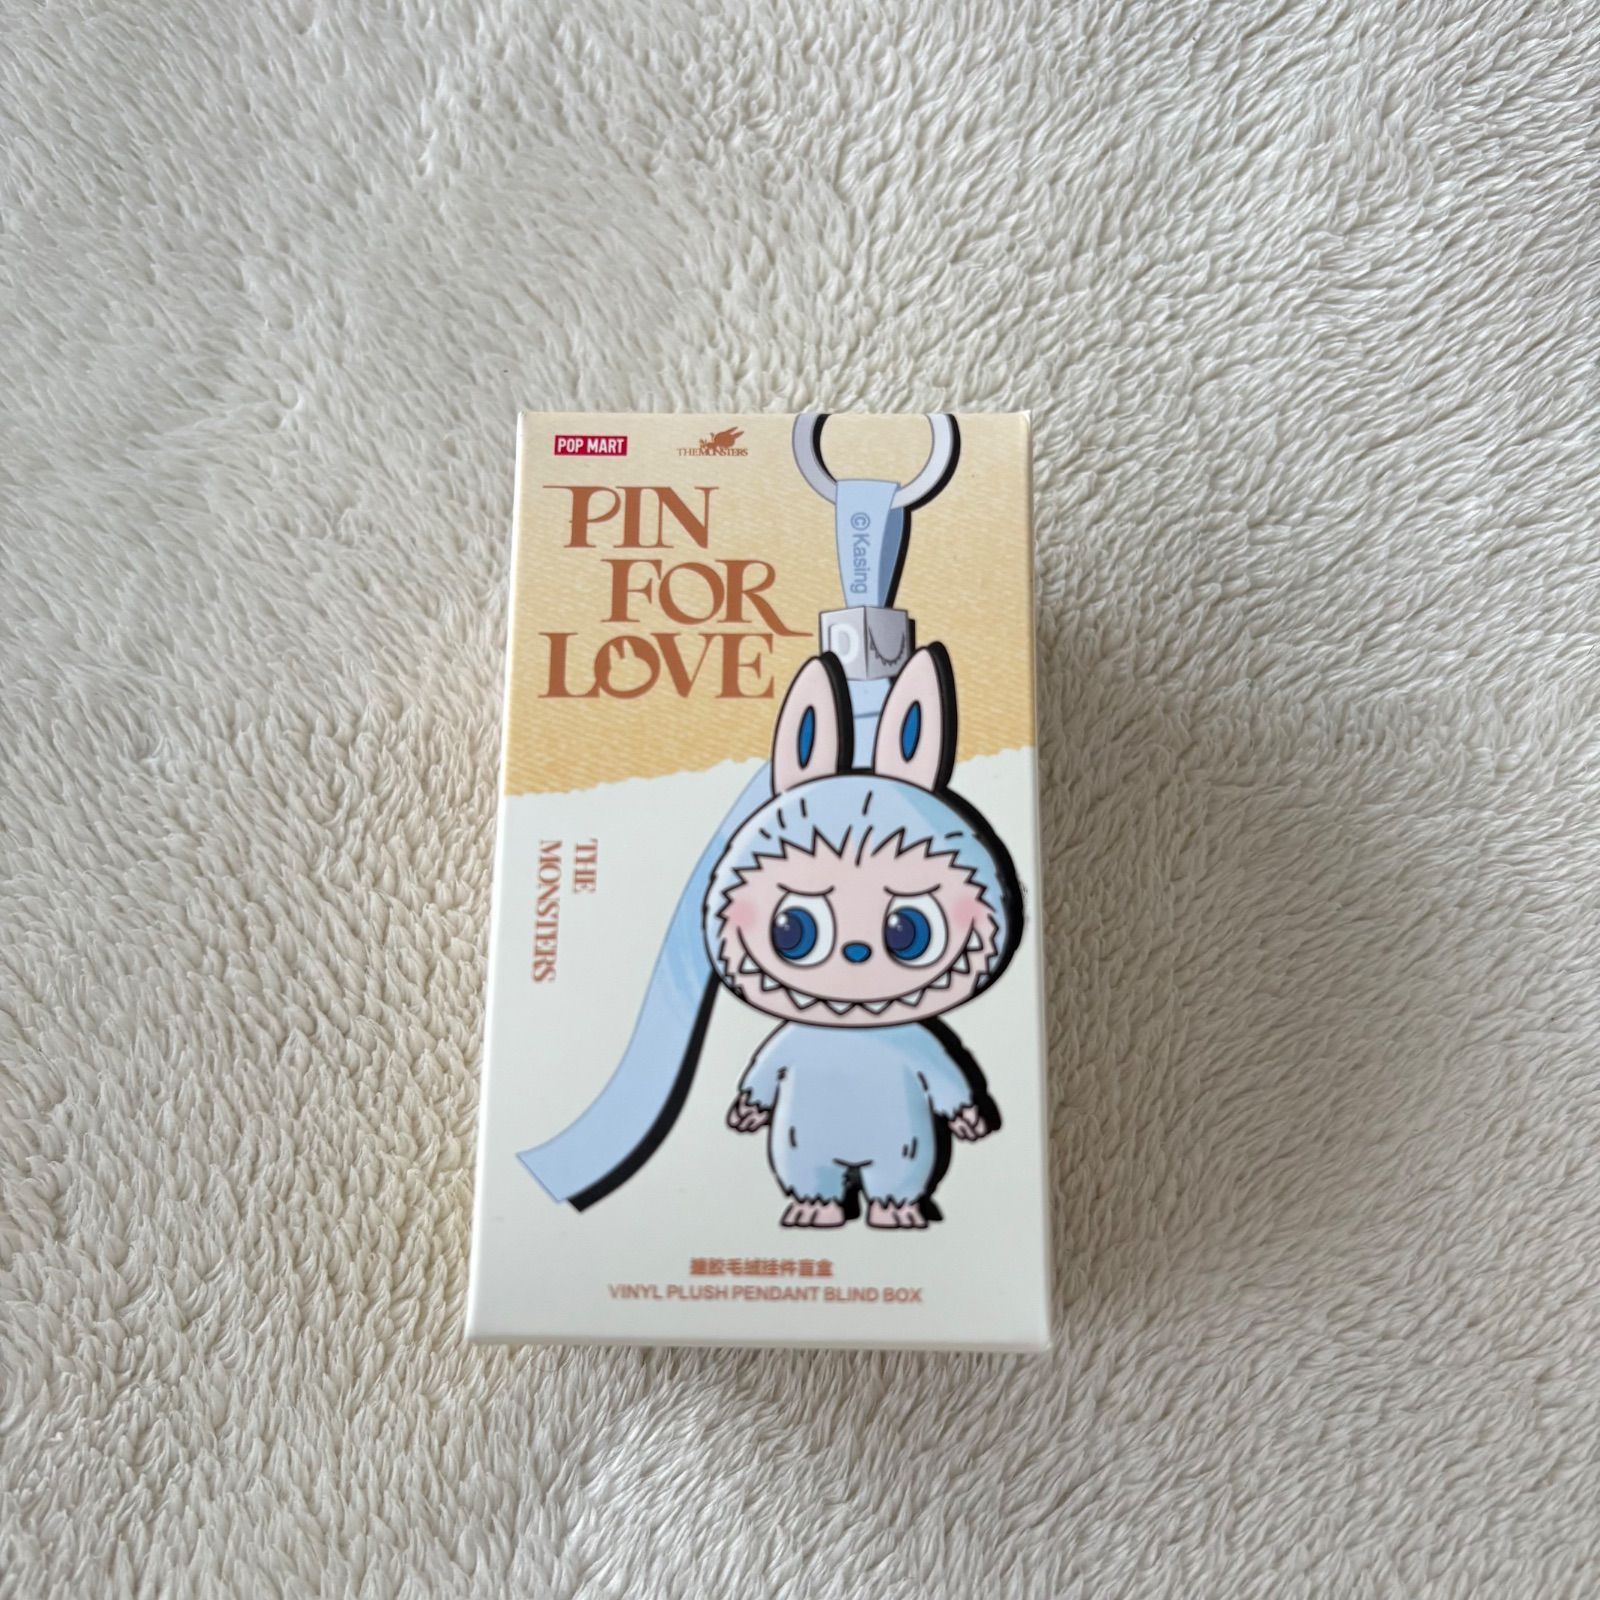 POP MART
THE MONSTERS
PIN
FOR
LOVE
©Kasing
D
THE
MONSTERS
搪胶毛绒挂件盲盒
VINYL PLUSH PENDANT BLIND BOX